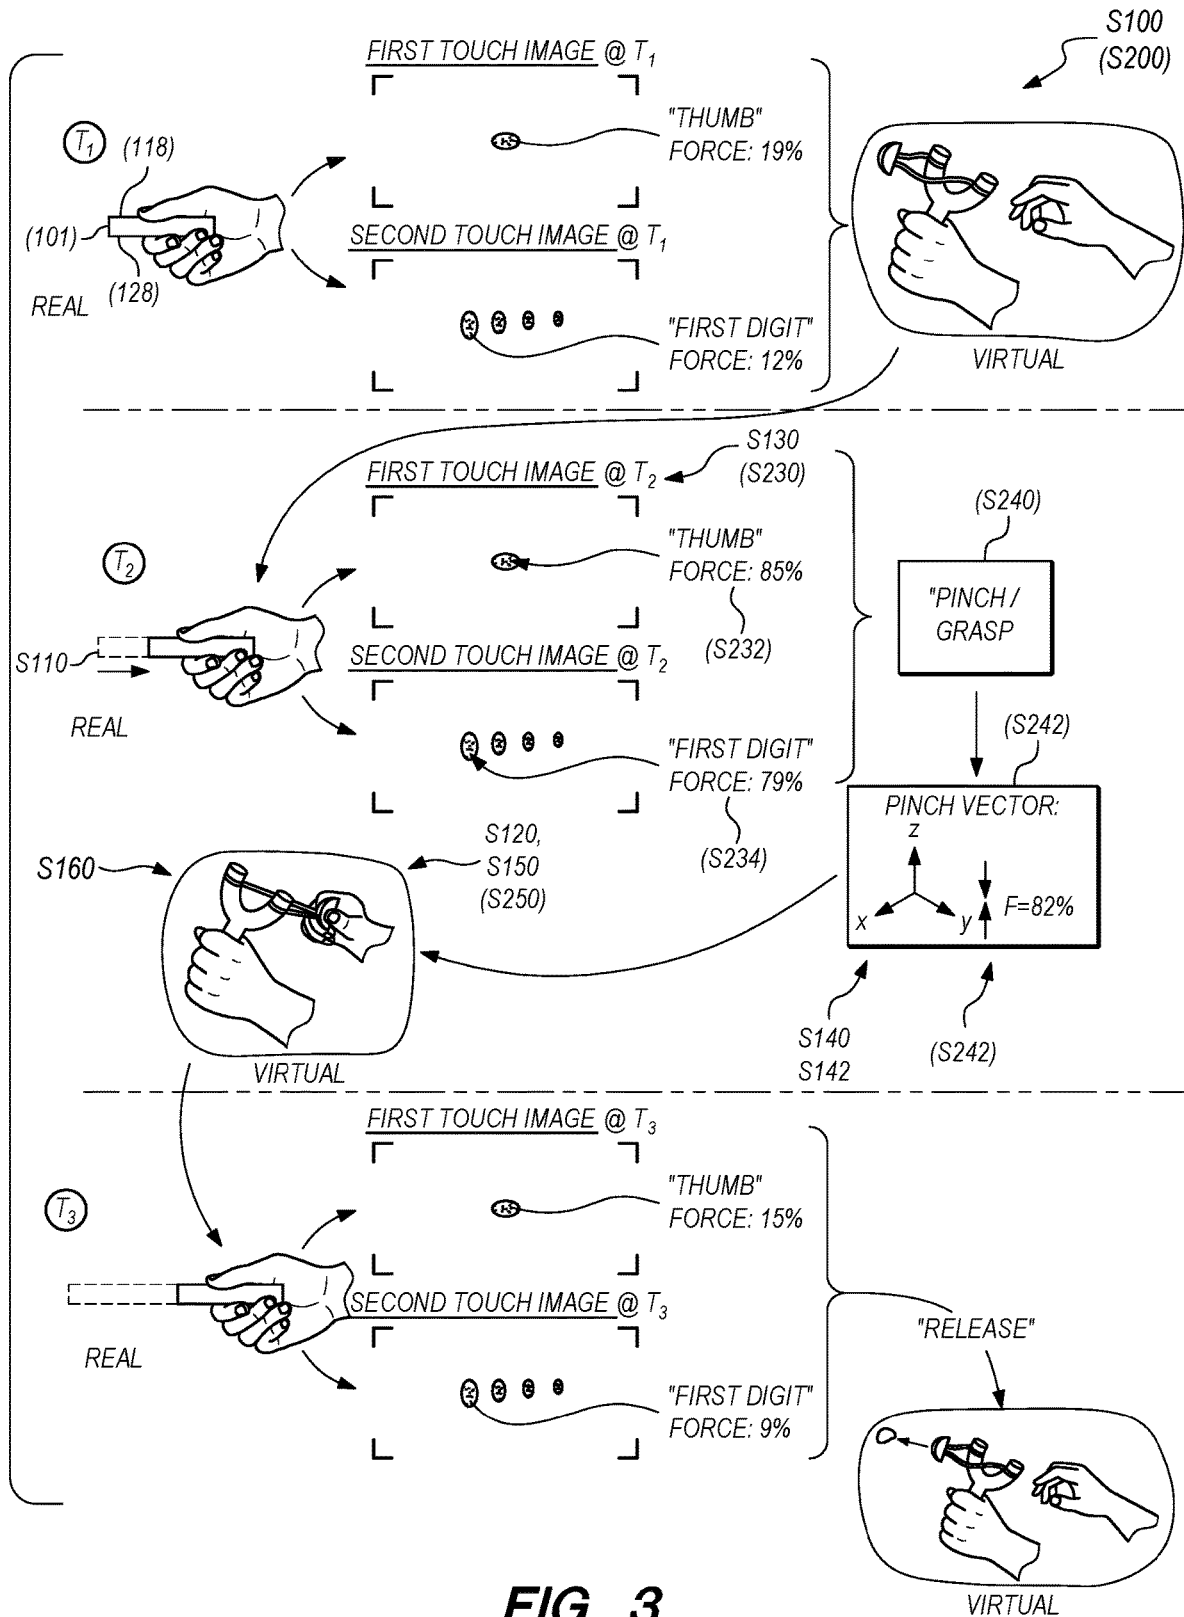 S100
(S200)
FIRST TOUCH IMAGE @ T1
T1
(118)
(101)
(128)
REAL
"THUMB"
FORCE: 19%
SECOND TOUCH IMAGE @ T1
"FIRST DIGIT"
FORCE: 12%
VIRTUAL
S130
(S230)
FIRST TOUCH IMAGE @ T2
T2
S110
REAL
"THUMB"
FORCE: 85%
(S232)
SECOND TOUCH IMAGE @ T2
"FIRST DIGIT"
FORCE: 79%
(S234)
(S240)
"PINCH /
GRASP
(S242)
PINCH VECTOR:
z
x
y
F=82%
S140
S142
(S242)
S160
S120,
S150
(S250)
VIRTUAL
FIRST TOUCH IMAGE @ T3
T3
REAL
"THUMB"
FORCE: 15%
SECOND TOUCH IMAGE @ T3
"FIRST DIGIT"
FORCE: 9%
"RELEASE"
VIRTUAL
FIG. 3